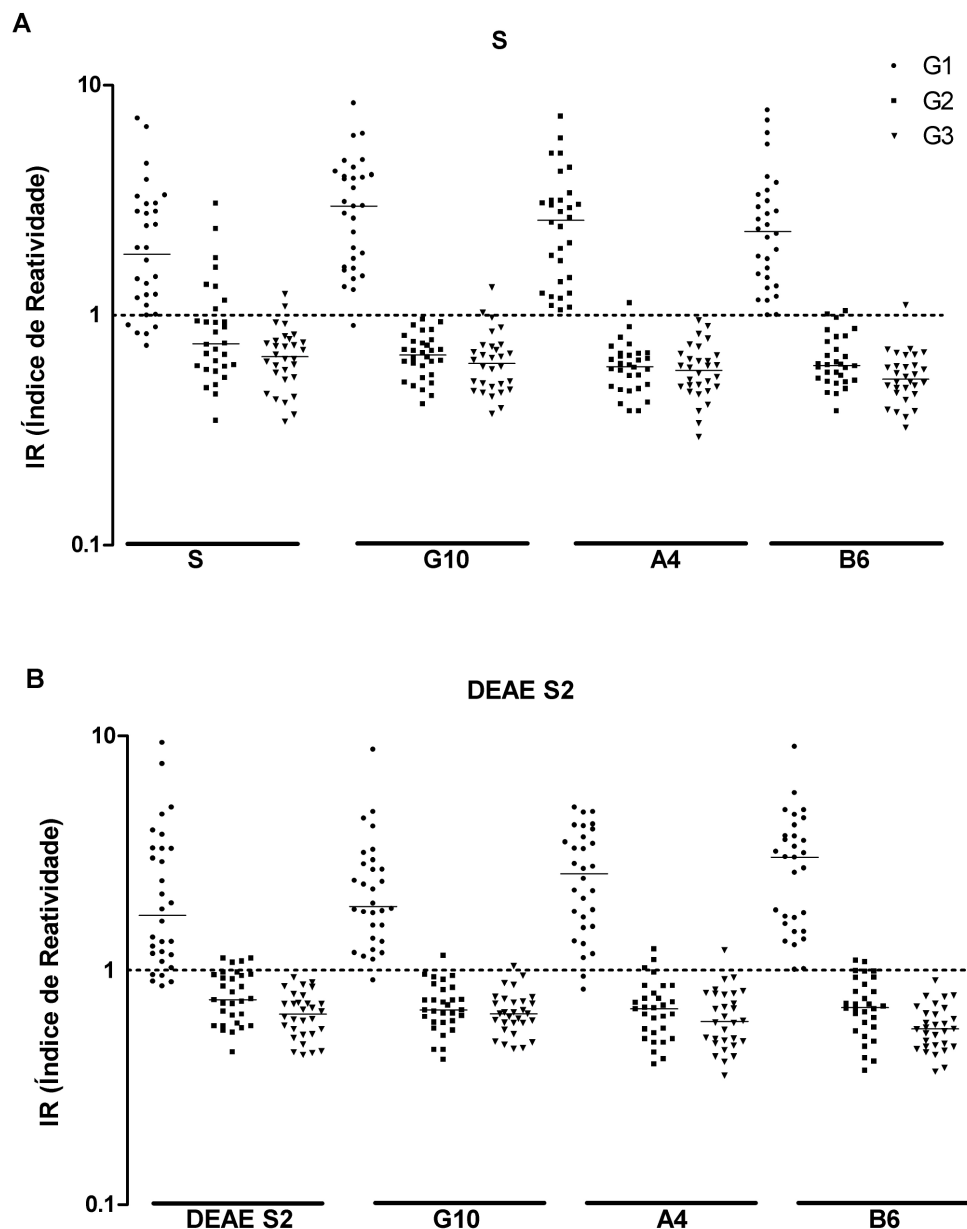 A
S
10
G1
G2
G3
1
0.1
IR (Índice de Reatividade)
S G10 A4 B6
B
DEAE S2
10
1
0.1
IR (Índice de Reatividade)
DEAE S2 G10 A4 B6